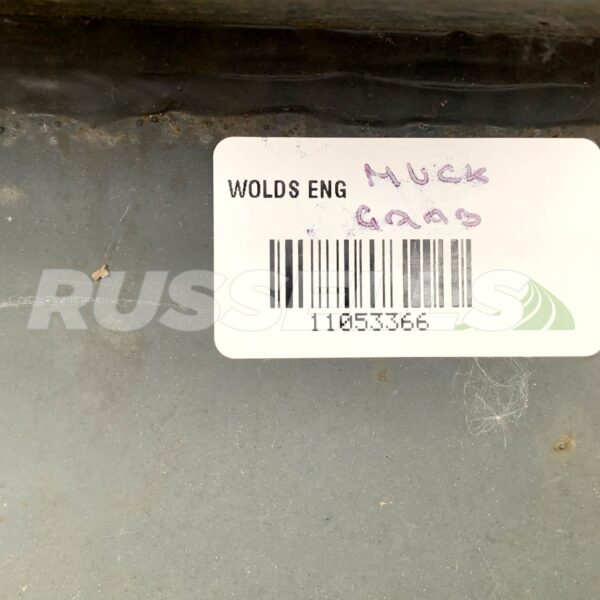 WOLDS ENG MUCK
GRAB
11053366
RUSSELLS